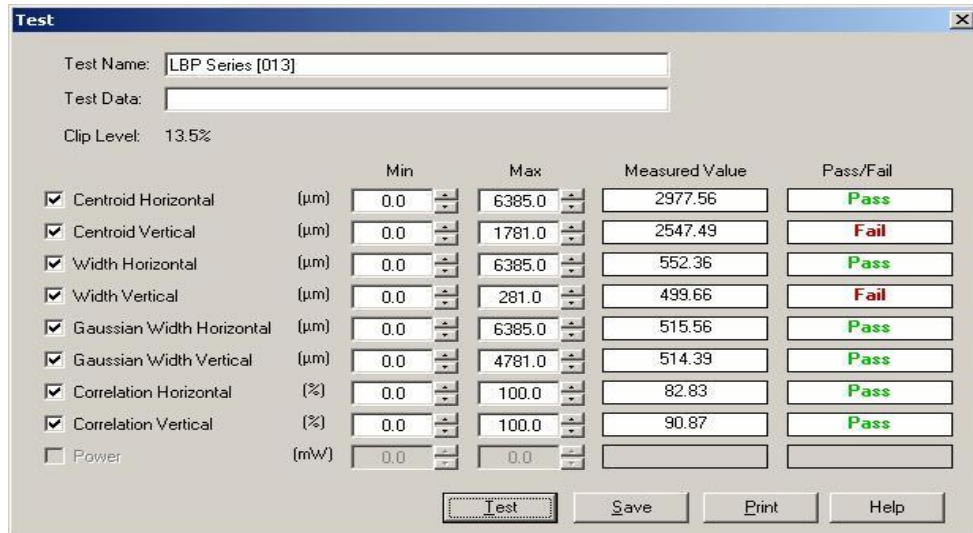 Test
Test Name: LBP Series [013]
Test Data:
Clip Level: 13.5%
Min Max Measured Value Pass/Fail
Centroid Horizontal (µm) 0.0 6385.0 2977.56 Pass
Centroid Vertical (µm) 0.0 1781.0 2547.49 Fail
Width Horizontal (µm) 0.0 6385.0 552.36 Pass
Width Vertical (µm) 0.0 281.0 499.66 Fail
Gaussian Width Horizontal (µm) 0.0 6385.0 515.56 Pass
Gaussian Width Vertical (µm) 0.0 4781.0 514.39 Pass
Correlation Horizontal (%) 0.0 100.0 82.83 Pass
Correlation Vertical (%) 0.0 100.0 90.87 Pass
Power (mW) 0.0 0.0
Test Save Print Help